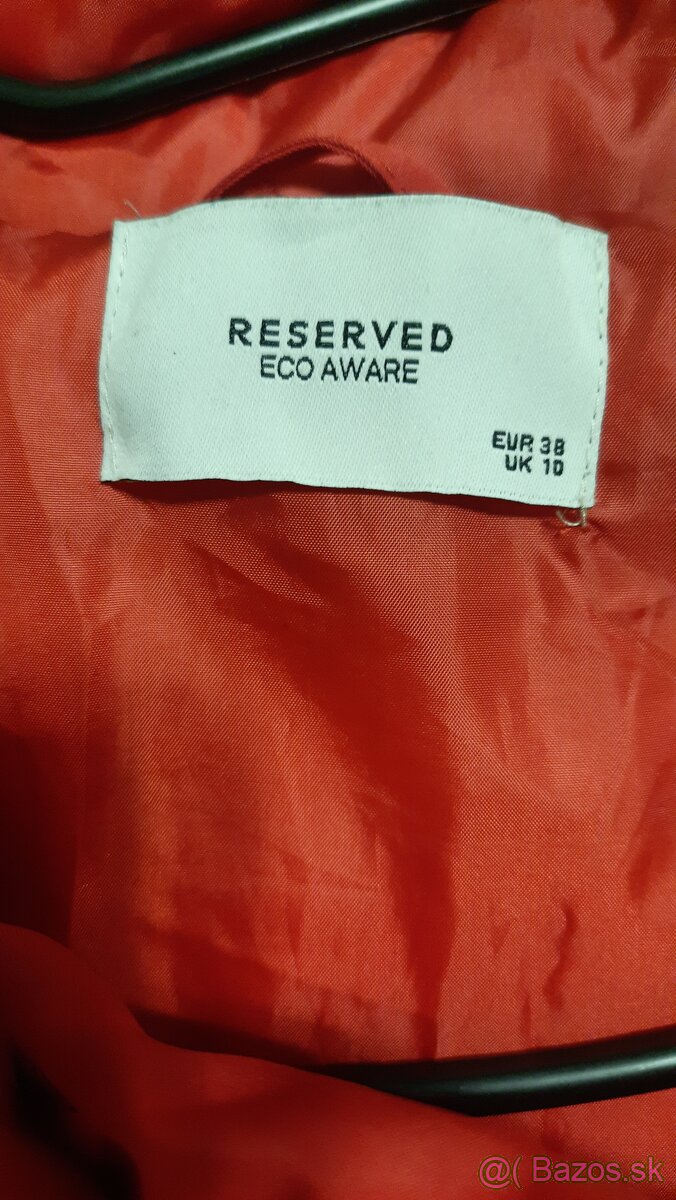 RESERVED
ECO AWARE
EUR 38
UK 10
@( Bazos.sk